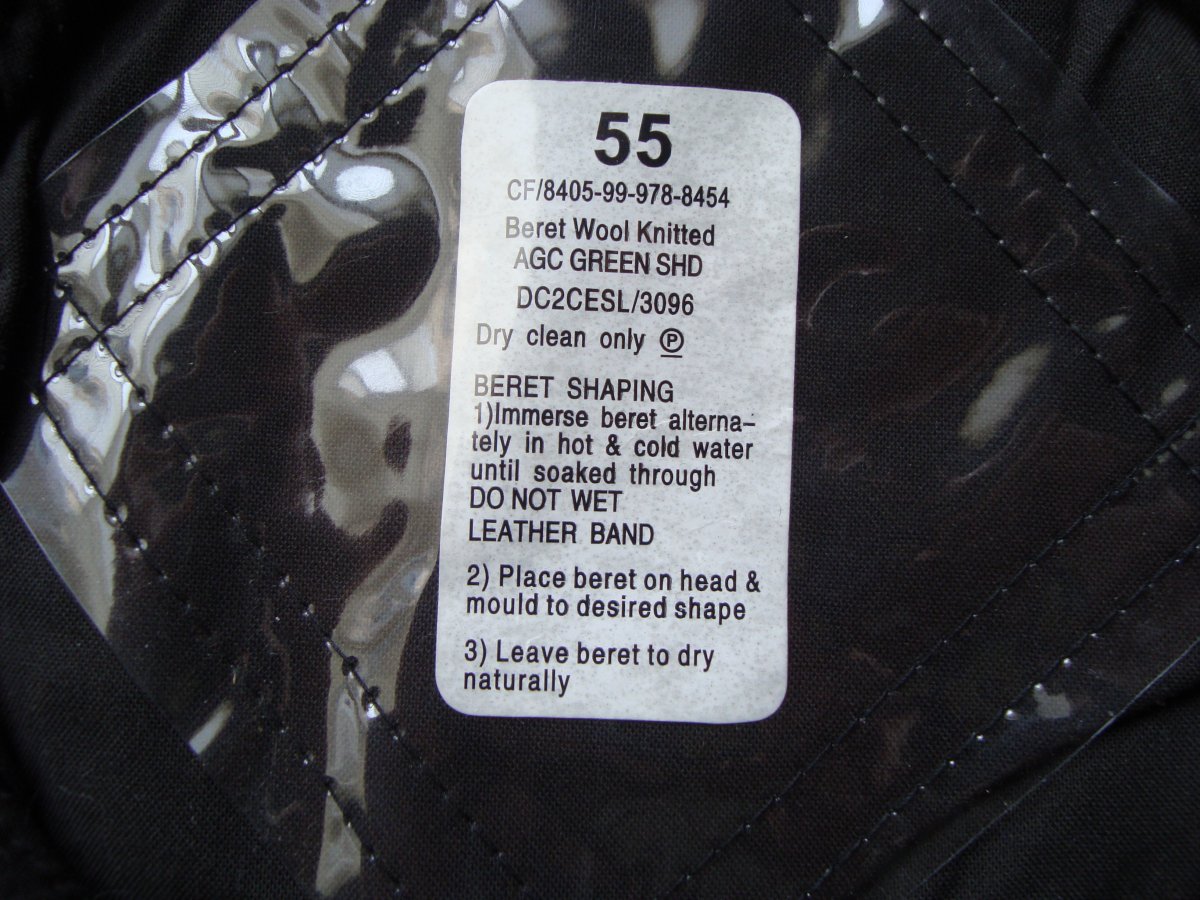 55
CF/8405-99-978-8454
Beret Wool Knitted
AGC GREEN SHD
DC2CESL/3096
Dry clean only Ⓟ
BERET SHAPING
1)Immerse beret alterna-
tely in hot & cold water
until soaked through
DO NOT WET
LEATHER BAND
2) Place beret on head &
mould to desired shape
3) Leave beret to dry
naturally